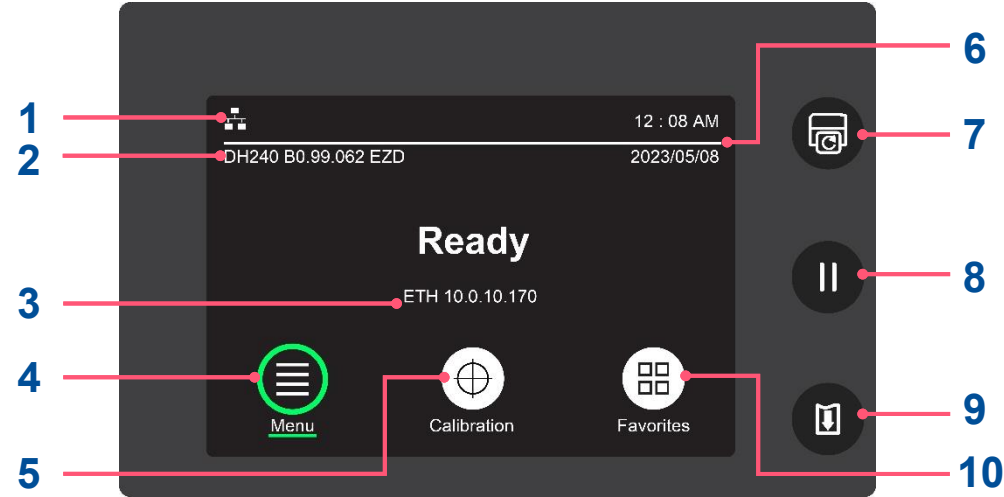 1
12 : 08 AM
6
2
DH240 B0.99.062 EZD
2023/05/08
7
Ready
3
ETH 10.0.10.170
8
4
Menu
Calibration
Favorites
9
5
10